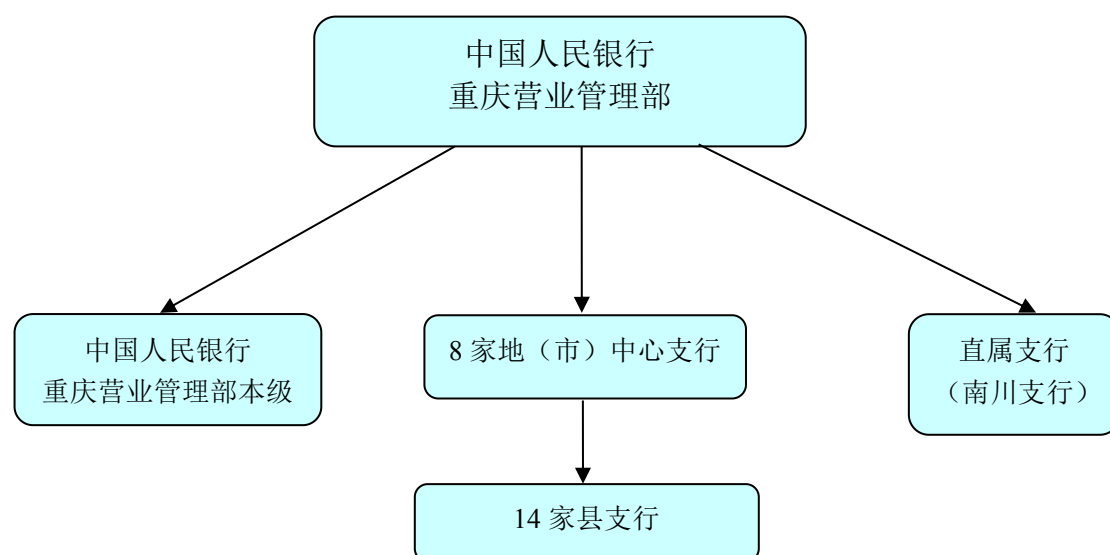 中国人民银行
重庆营业管理部
中国人民银行
重庆营业管理部本级
8 家地（市）中心支行
直属支行
（南川支行）
14 家县支行